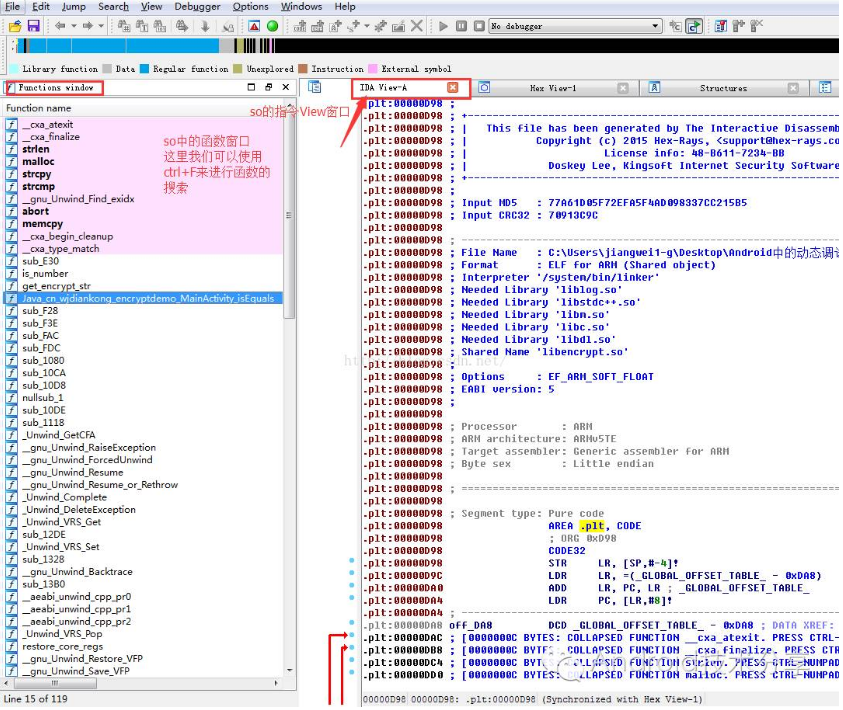 File Edit Jump Search View Debugger Options Windows Help
No debugger
Library function Data Regular function Unexplored Instruction External symbol
Functions window
IDA View-A
Hex View-1
Structures
Function name
so的指令View窗口
so中的函数窗口
这里我们可以使用
ctrl+F来进行函数的
搜索
__cxa_atexit
__cxa_finalize
strlen
malloc
strcpy
strcmp
__gnu_Unwind_Find_exidx
abort
memcpy
__cxa_begin_cleanup
__cxa_type_match
sub_E30
is_number
get_encrypt_str
Java_cn_wjdiankong_encryptdemo_MainActivity_isEquals
sub_F28
sub_F3E
sub_FAC
sub_FDC
sub_1080
sub_10CA
sub_10D8
nullsub_1
sub_10DE
sub_1118
_Unwind_GetCFA
__gnu_Unwind_RaiseException
__gnu_Unwind_ForcedUnwind
__gnu_Unwind_Resume
__gnu_Unwind_Resume_or_Rethrow
_Unwind_Complete
_Unwind_DeleteException
_Unwind_VRS_Get
sub_12DE
_Unwind_VRS_Set
sub_1328
__gnu_Unwind_Backtrace
sub_13B0
__aeabi_unwind_cpp_pr0
__aeabi_unwind_cpp_pr1
__aeabi_unwind_cpp_pr2
_Unwind_VRS_Pop
restore_core_regs
__gnu_Unwind_Restore_VFP
__gnu_Unwind_Save_VFP
Line 15 of 119
.plt:00000D98 ;
.plt:00000D98 ; +-----------------------------------------------------
.plt:00000D98 ; | This file has been generated by The Interactive Disassemb
.plt:00000D98 ; | Copyright (c) 2015 Hex-Rays, <support@hex-rays.co
.plt:00000D98 ; | License info: 48-B611-7234-BB
.plt:00000D98 ; | Doskey Lee, Kingsoft Internet Security Software
.plt:00000D98 ; +-----------------------------------------------------
.plt:00000D98 ;
.plt:00000D98 ; Input MD5 : 77A61D05F72EFA5F4AD098337CC215B5
.plt:00000D98 ; Input CRC32 : 70913C9C
.plt:00000D98
.plt:00000D98 ; -----------------------------------------------------
.plt:00000D98 ; File Name : C:\Users\jiangwei1-g\Desktop\Android中的动态调试
.plt:00000D98 ; Format : ELF for ARM (Shared object)
.plt:00000D98 ; Interpreter '/system/bin/linker'
.plt:00000D98 ; Needed Library 'liblog.so'
.plt:00000D98 ; Needed Library 'libstdc++.so'
.plt:00000D98 ; Needed Library 'libm.so'
.plt:00000D98 ; Needed Library 'libc.so'
.plt:00000D98 ; Needed Library 'libdl.so'
.plt:00000D98 ; Shared Name 'libencrypt.so'
.plt:00000D98 ;
.plt:00000D98 ; Options : EF_ARM_SOFT_FLOAT
.plt:00000D98 ; EABI version: 5
.plt:00000D98 ;
.plt:00000D98
.plt:00000D98 ; Processor : ARM
.plt:00000D98 ; ARM architecture: ARMv5TE
.plt:00000D98 ; Target assembler: Generic assembler for ARM
.plt:00000D98 ; Byte sex : Little endian
.plt:00000D98
.plt:00000D98 ; =====================================================
.plt:00000D98
.plt:00000D98 ; Segment type: Pure code
.plt:00000D98 AREA .plt, CODE
.plt:00000D98 ; ORG 0xD98
.plt:00000D98 CODE32
.plt:00000D98 STR LR, [SP,#-4]!
.plt:00000D9C LDR LR, =(_GLOBAL_OFFSET_TABLE_ - 0xDA8)
.plt:00000DA0 ADD LR, PC, LR ; _GLOBAL_OFFSET_TABLE_
.plt:00000DA4 LDR PC, [LR,#8]!
.plt:00000DA4 ; -----------------------------------------------------
.plt:00000DA8 off_DA8 DCD _GLOBAL_OFFSET_TABLE_ - 0xDA8 ; DATA XREF:
.plt:00000DAC ; [0000000C BYTES: COLLAPSED FUNCTION __cxa_atexit. PRESS CTRL-
.plt:00000DB8 ; [0000000C BYTES: COLLAPSED FUNCTION __cxa_finalize. PRESS CTR
.plt:00000DC4 ; [0000000C BYTES: COLLAPSED FUNCTION strlen. PRESS CTRL-NUMPAD
.plt:00000DD0 ; [0000000C BYTES: COLLAPSED FUNCTION malloc. PRESS CTRL-NUMPAD
00000D98 00000D98: .plt:00000D98 (Synchronized with Hex View-1)